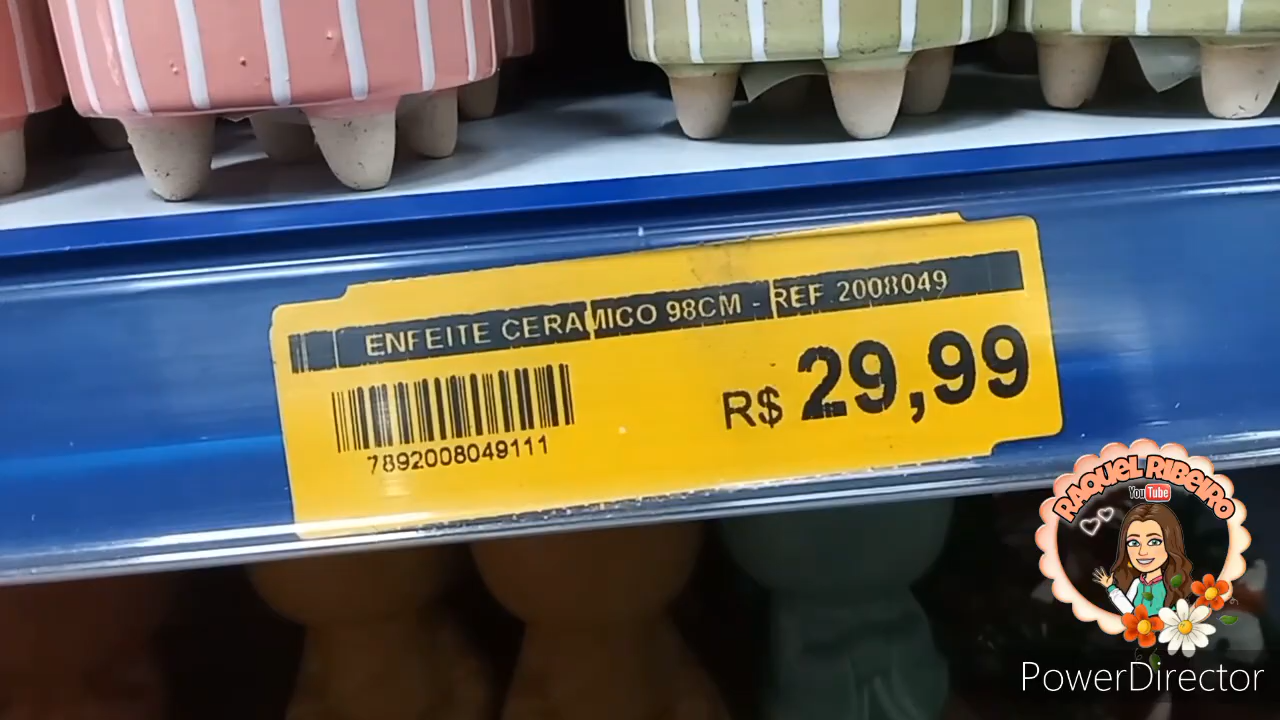 ENFEITE CERAMICO 98CM - REF 2008049
R$ 29,99
7892008049111
RAQUEL RIBEIRO
YouTube
PowerDirector